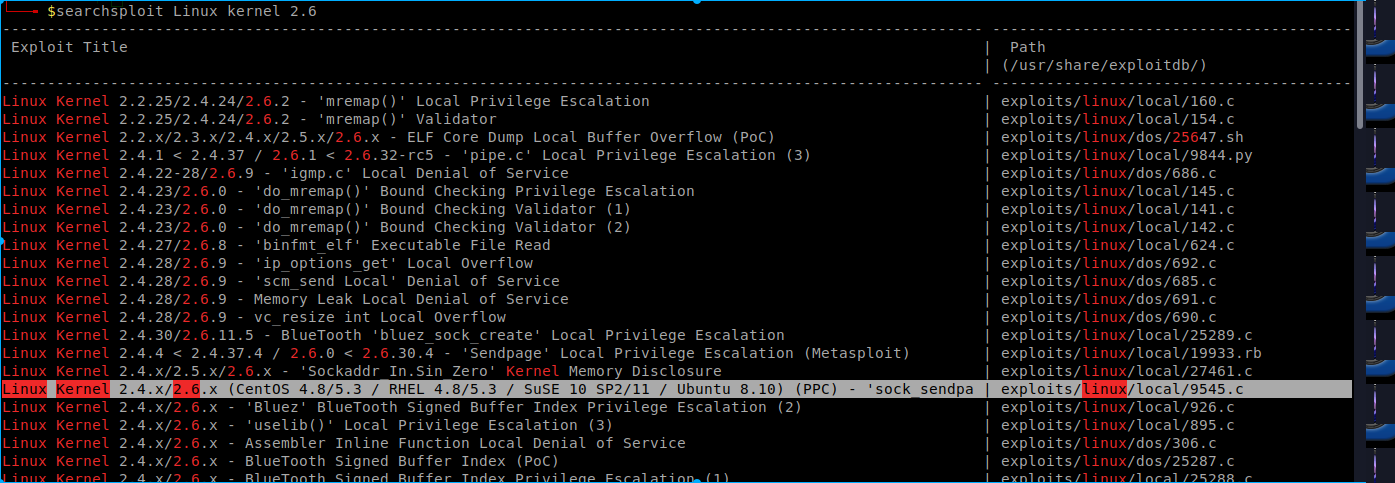 $searchsploit Linux kernel 2.6
Exploit Title | Path
| (/usr/share/exploitdb/)
Linux Kernel 2.2.25/2.4.24/2.6.2 - 'mremap()' Local Privilege Escalation | exploits/linux/local/160.c
Linux Kernel 2.2.25/2.4.24/2.6.2 - 'mremap()' Validator | exploits/linux/local/154.c
Linux Kernel 2.2.x/2.3.x/2.4.x/2.5.x/2.6.x - ELF Core Dump Local Buffer Overflow (PoC) | exploits/linux/dos/25647.sh
Linux Kernel 2.4.1 < 2.4.37 / 2.6.1 < 2.6.32-rc5 - 'pipe.c' Local Privilege Escalation (3) | exploits/linux/local/9844.py
Linux Kernel 2.4.22-28/2.6.9 - 'igmp.c' Local Denial of Service | exploits/linux/dos/686.c
Linux Kernel 2.4.23/2.6.0 - 'do_mremap()' Bound Checking Privilege Escalation | exploits/linux/local/145.c
Linux Kernel 2.4.23/2.6.0 - 'do_mremap()' Bound Checking Validator (1) | exploits/linux/local/141.c
Linux Kernel 2.4.23/2.6.0 - 'do_mremap()' Bound Checking Validator (2) | exploits/linux/local/142.c
Linux Kernel 2.4.27/2.6.8 - 'binfmt_elf' Executable File Read | exploits/linux/local/624.c
Linux Kernel 2.4.28/2.6.9 - 'ip_options_get' Local Overflow | exploits/linux/dos/692.c
Linux Kernel 2.4.28/2.6.9 - 'scm_send Local' Denial of Service | exploits/linux/dos/685.c
Linux Kernel 2.4.28/2.6.9 - Memory Leak Local Denial of Service | exploits/linux/dos/691.c
Linux Kernel 2.4.28/2.6.9 - vc_resize int Local Overflow | exploits/linux/dos/690.c
Linux Kernel 2.4.30/2.6.11.5 - BlueTooth 'bluez_sock_create' Local Privilege Escalation | exploits/linux/local/25289.c
Linux Kernel 2.4.4 < 2.4.37.4 / 2.6.0 < 2.6.30.4 - 'Sendpage' Local Privilege Escalation (Metasploit) | exploits/linux/local/19933.rb
Linux Kernel 2.4.x/2.5.x/2.6.x - 'Sockaddr_In.Sin_Zero' Kernel Memory Disclosure | exploits/linux/local/27461.c
Linux Kernel 2.4.x/2.6.x (CentOS 4.8/5.3 / RHEL 4.8/5.3 / SuSE 10 SP2/11 / Ubuntu 8.10) (PPC) - 'sock_sendpa | exploits/linux/local/9545.c
Linux Kernel 2.4.x/2.6.x - 'Bluez' BlueTooth Signed Buffer Index Privilege Escalation (2) | exploits/linux/local/926.c
Linux Kernel 2.4.x/2.6.x - 'uselib()' Local Privilege Escalation (3) | exploits/linux/local/895.c
Linux Kernel 2.4.x/2.6.x - Assembler Inline Function Local Denial of Service | exploits/linux/dos/306.c
Linux Kernel 2.4.x/2.6.x - BlueTooth Signed Buffer Index (PoC) | exploits/linux/dos/25287.c
Linux Kernel 2.4.x/2.6.x - BlueTooth Signed Buffer Index Privilege Escalation (1) | exploits/linux/local/25288.c